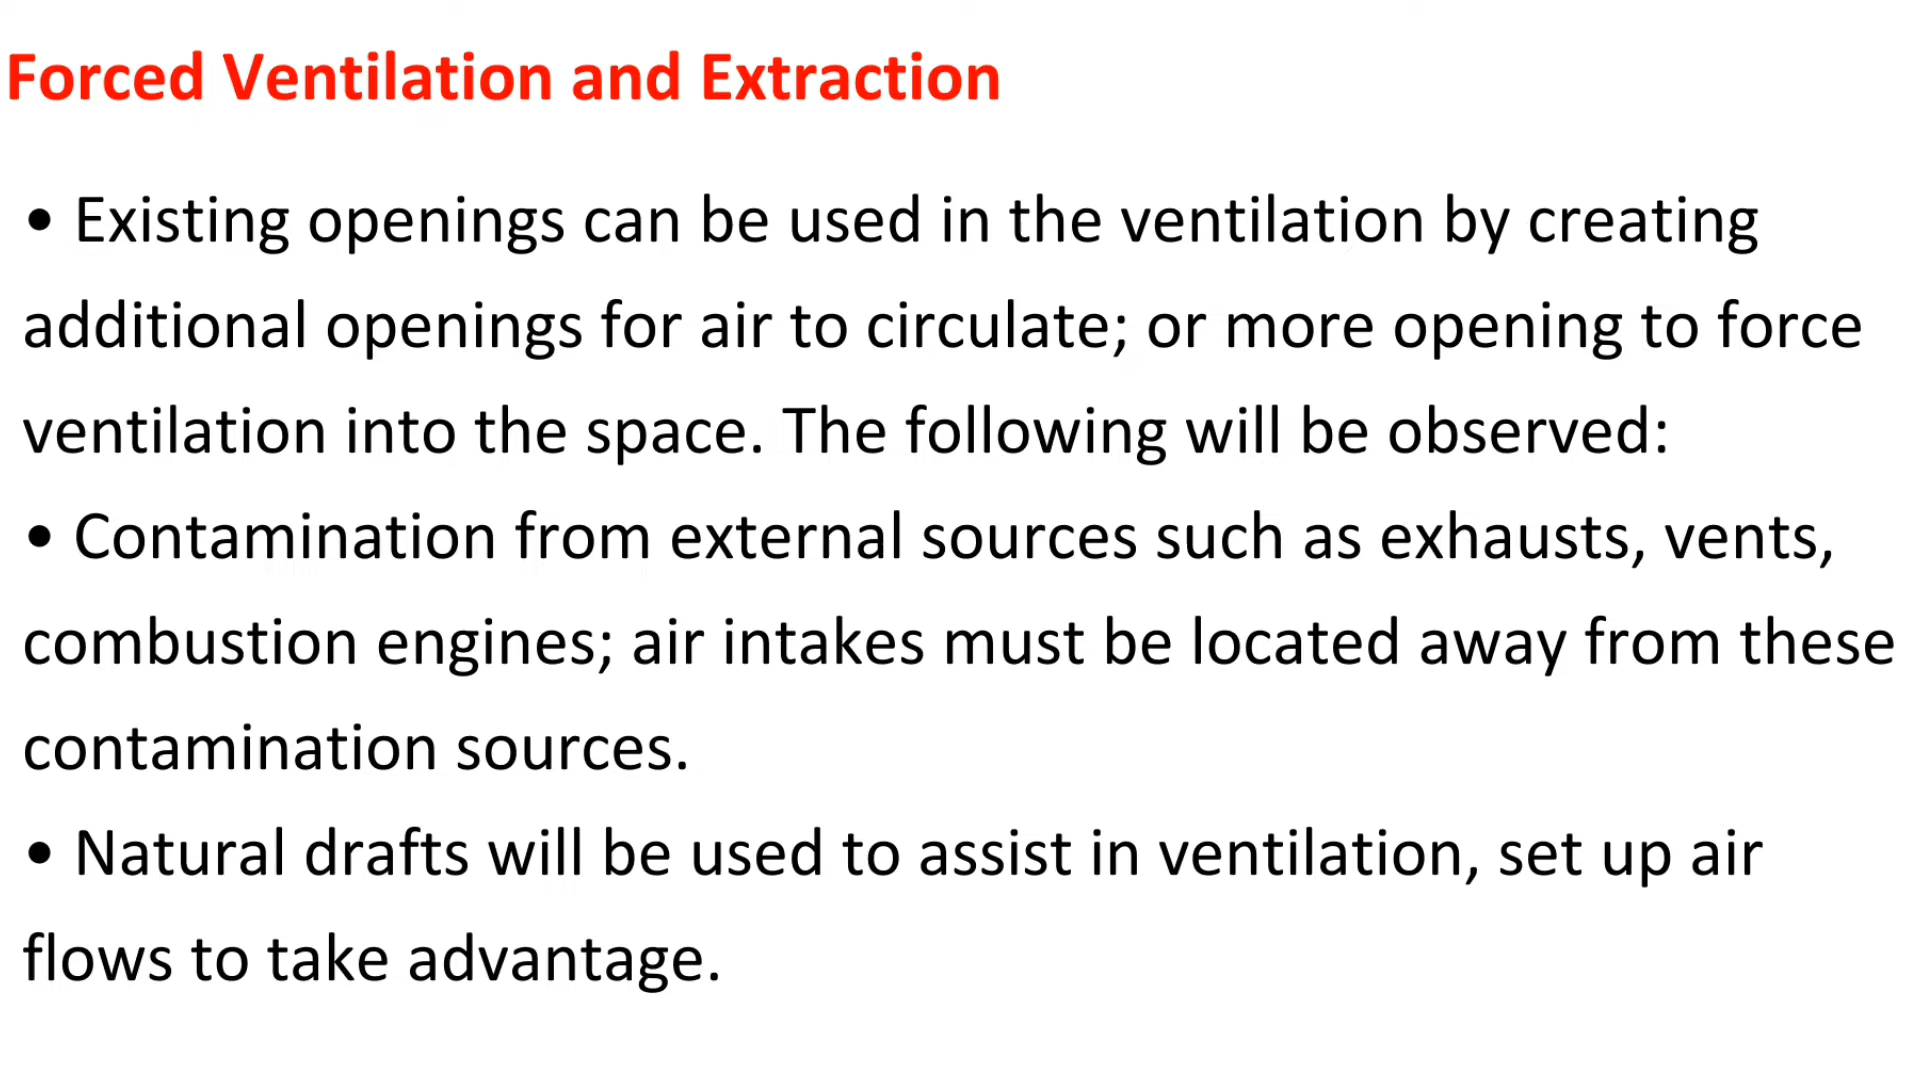 Forced Ventilation and Extraction
• Existing openings can be used in the ventilation by creating
additional openings for air to circulate; or more opening to force
ventilation into the space. The following will be observed:
• Contamination from external sources such as exhausts, vents,
combustion engines; air intakes must be located away from these
contamination sources.
• Natural drafts will be used to assist in ventilation, set up air
flows to take advantage.